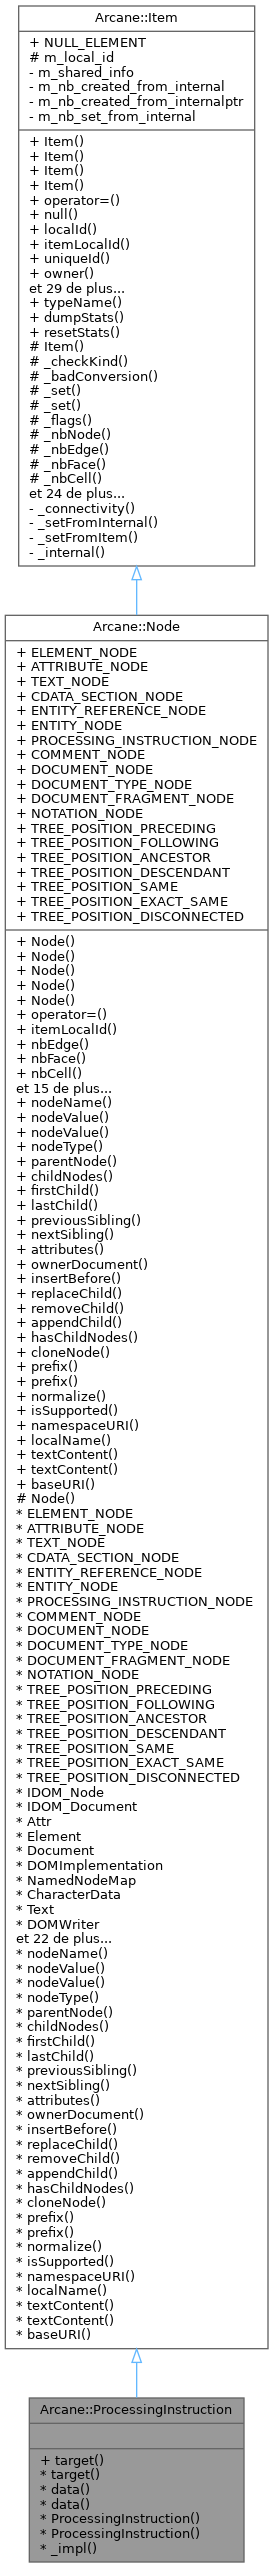 Arcane::Item
+ NULL_ELEMENT
# m_local_id
- m_shared_info
- m_nb_created_from_internal
- m_nb_created_from_internalptr
- m_nb_set_from_internal
+ Item()
+ Item()
+ Item()
+ Item()
+ operator=()
+ null()
+ localId()
+ itemLocalId()
+ uniqueId()
+ owner()
et 29 de plus...
+ typeName()
+ dumpStats()
+ resetStats()
# Item()
# _checkKind()
# _badConversion()
# _set()
# _set()
# _flags()
# _nbNode()
# _nbEdge()
# _nbFace()
# _nbCell()
et 24 de plus...
- _connectivity()
- _setFromInternal()
- _setFromItem()
- _internal()
Arcane::Node
+ ELEMENT_NODE
+ ATTRIBUTE_NODE
+ TEXT_NODE
+ CDATA_SECTION_NODE
+ ENTITY_REFERENCE_NODE
+ ENTITY_NODE
+ PROCESSING_INSTRUCTION_NODE
+ COMMENT_NODE
+ DOCUMENT_NODE
+ DOCUMENT_TYPE_NODE
+ DOCUMENT_FRAGMENT_NODE
+ NOTATION_NODE
+ TREE_POSITION_PRECEDING
+ TREE_POSITION_FOLLOWING
+ TREE_POSITION_ANCESTOR
+ TREE_POSITION_DESCENDANT
+ TREE_POSITION_SAME
+ TREE_POSITION_EXACT_SAME
+ TREE_POSITION_DISCONNECTED
+ Node()
+ Node()
+ Node()
+ Node()
+ Node()
+ operator=()
+ itemLocalId()
+ nbEdge()
+ nbFace()
+ nbCell()
et 15 de plus...
+ nodeName()
+ nodeValue()
+ nodeValue()
+ nodeType()
+ parentNode()
+ childNodes()
+ firstChild()
+ lastChild()
+ previousSibling()
+ nextSibling()
+ attributes()
+ ownerDocument()
+ insertBefore()
+ replaceChild()
+ removeChild()
+ appendChild()
+ hasChildNodes()
+ cloneNode()
+ prefix()
+ prefix()
+ normalize()
+ isSupported()
+ namespaceURI()
+ localName()
+ textContent()
+ textContent()
+ baseURI()
# Node()
* ELEMENT_NODE
* ATTRIBUTE_NODE
* TEXT_NODE
* CDATA_SECTION_NODE
* ENTITY_REFERENCE_NODE
* ENTITY_NODE
* PROCESSING_INSTRUCTION_NODE
* COMMENT_NODE
* DOCUMENT_NODE
* DOCUMENT_TYPE_NODE
* DOCUMENT_FRAGMENT_NODE
* NOTATION_NODE
* TREE_POSITION_PRECEDING
* TREE_POSITION_FOLLOWING
* TREE_POSITION_ANCESTOR
* TREE_POSITION_DESCENDANT
* TREE_POSITION_SAME
* TREE_POSITION_EXACT_SAME
* TREE_POSITION_DISCONNECTED
* IDOM_Node
* IDOM_Document
* Attr
* Element
* Document
* DOMImplementation
* NamedNodeMap
* CharacterData
* Text
* DOMWriter
et 22 de plus...
* nodeName()
* nodeValue()
* nodeValue()
* nodeType()
* parentNode()
* childNodes()
* firstChild()
* lastChild()
* previousSibling()
* nextSibling()
* attributes()
* ownerDocument()
* insertBefore()
* replaceChild()
* removeChild()
* appendChild()
* hasChildNodes()
* cloneNode()
* prefix()
* prefix()
* normalize()
* isSupported()
* namespaceURI()
* localName()
* textContent()
* textContent()
* baseURI()
Arcane::ProcessingInstruction
+ target()
* target()
* data()
* data()
* ProcessingInstruction()
* ProcessingInstruction()
* _impl()